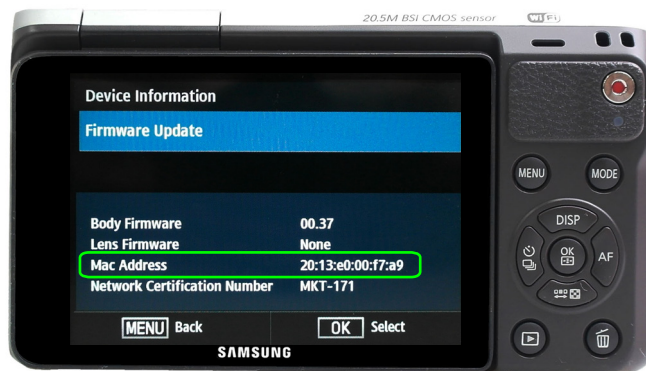 20.5M BSI CMOS sensor WiFi
Device Information
Firmware Update
Body Firmware 00.37
Lens Firmware None
Mac Address 20:13:e0:00:f7:a9
Network Certification Number MKT-171
MENU Back OK Select
SAMSUNG
MENU MODE
DISP
OK
AF